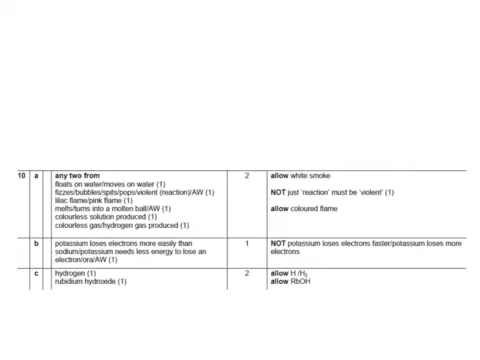 10 a any two from 2 allow white smoke
floats on water/moves on water (1)
fizzes/bubbles/spits/pops/violent (reaction)/AW (1) NOT just 'reaction' must be 'violent' (1)
lilac flame/pink flame (1)
melts/turns into a molten ball/AW (1) allow coloured flame
colourless solution produced (1)
colourless gas/hydrogen gas produced (1)
b potassium loses electrons more easily than 1 NOT potassium loses electrons faster/potassium loses more
sodium/potassium needs less energy to lose an electrons
electron/ora/AW (1)
c hydrogen (1) 2 allow H /H₂
rubidium hydroxide (1) allow RbOH